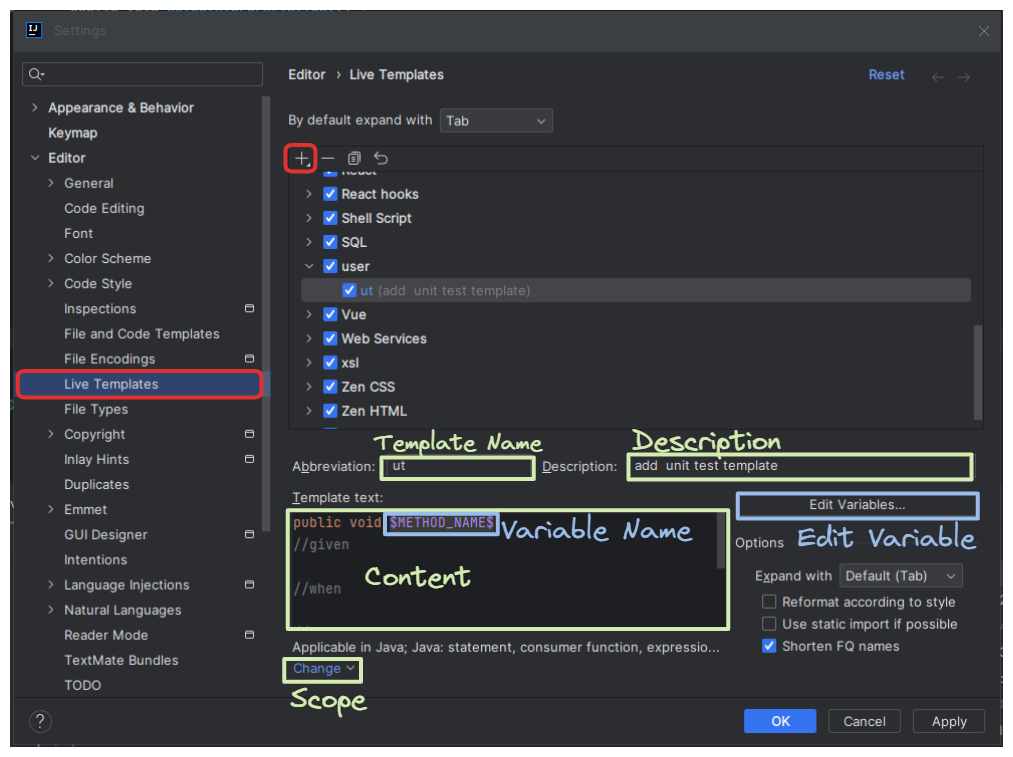 Settings
Editor › Live Templates
Reset
Appearance & Behavior
Keymap
Editor
General
Code Editing
Font
Color Scheme
Code Style
Inspections
File and Code Templates
File Encodings
Live Templates
File Types
Copyright
Inlay Hints
Duplicates
Emmet
GUI Designer
Intentions
Language Injections
Natural Languages
Reader Mode
TextMate Bundles
TODO
By default expand with Tab
React
React hooks
Shell Script
SQL
user
ut (add  unit test template)
Vue
Web Services
xsl
Zen CSS
Zen HTML
Template Name
Description
Abbreviation: ut
Description: add  unit test template
Template text:
public void $METHOD_NAME$
Variable Name
//given
Content
//when
Edit Variables...
Edit Variable
Options
Expand with Default (Tab)
Reformat according to style
Use static import if possible
Shorten FQ names
Applicable in Java; Java: statement, consumer function, expressio...
Change
Scope
?
OK
Cancel
Apply